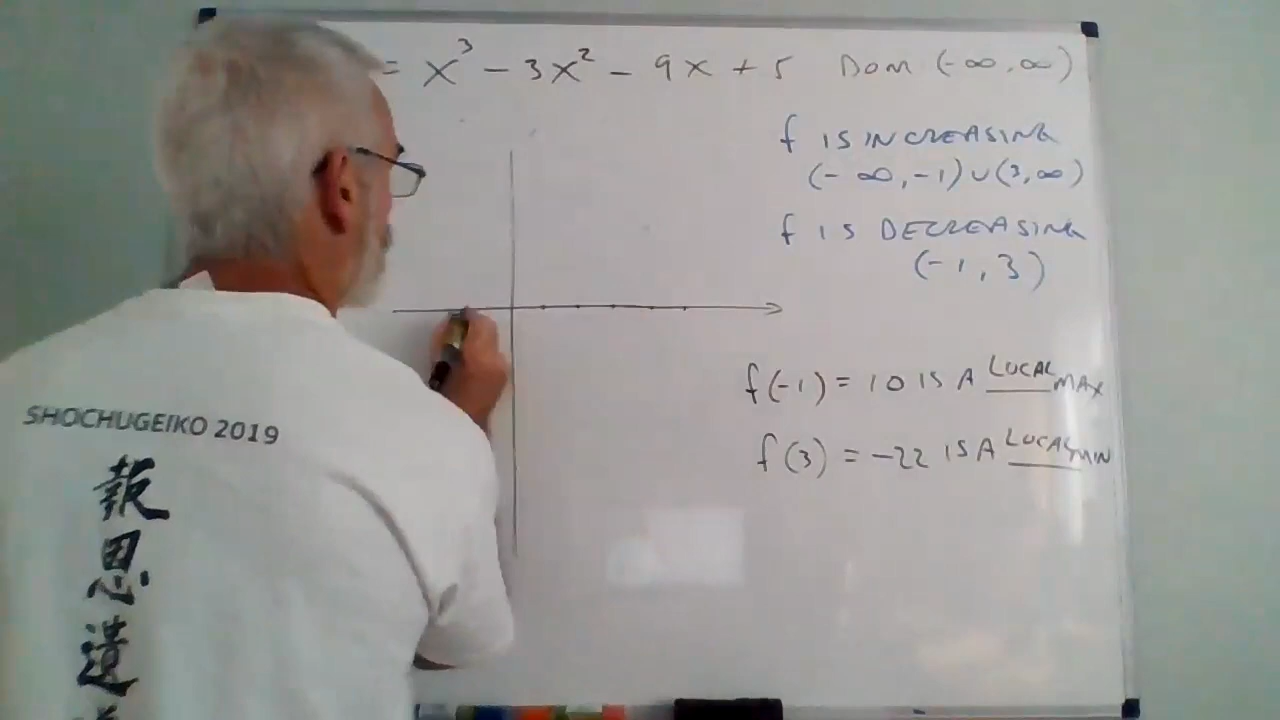 = x³ - 3x² - 9x + 5 DOM (-∞, ∞)
f IS INCREASING
(-∞, -1) ∪ (3, ∞)
f IS DECREASING
(-1, 3)
f(-1) = 10 IS A LOCAL MAX
f(3) = -22 IS A LOCAL MIN
SHOCHUGEIKO 2019
報
恩
遺